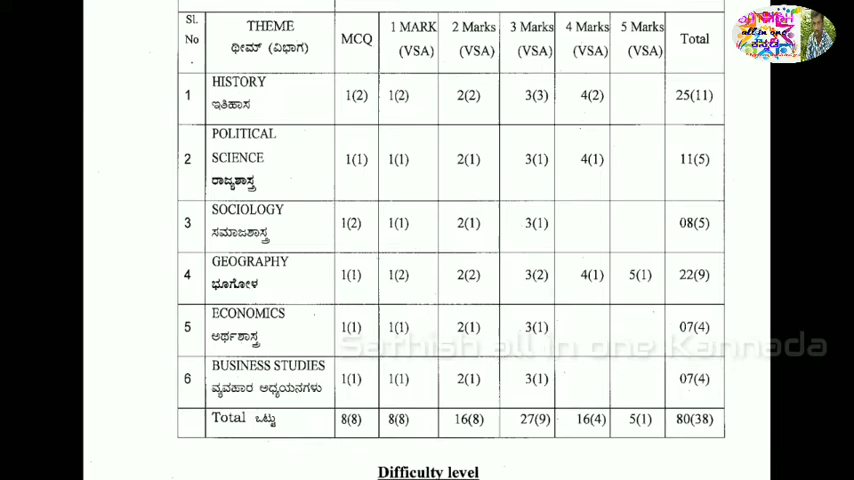 Sl. No . THEME ಥೀಮ್ (ವಿಭಾಗ) MCQ 1 MARK (VSA) 2 Marks (VSA) 3 Marks (VSA) 4 Marks (VSA) 5 Marks (VSA) Total
1 HISTORY ಇತಿಹಾಸ 1(2) 1(2) 2(2) 3(3) 4(2) 25(11)
2 POLITICAL SCIENCE ರಾಜ್ಯಶಾಸ್ತ್ರ 1(1) 1(1) 2(1) 3(1) 4(1) 11(5)
3 SOCIOLOGY ಸಮಾಜಶಾಸ್ತ್ರ 1(2) 1(1) 2(1) 3(1) 08(5)
4 GEOGRAPHY ಭೂಗೋಳ 1(1) 1(2) 2(2) 3(2) 4(1) 5(1) 22(9)
5 ECONOMICS ಅರ್ಥಶಾಸ್ತ್ರ 1(1) 1(1) 2(1) 3(1) 07(4)
6 BUSINESS STUDIES ವ್ಯವಹಾರ ಅಧ್ಯಯನಗಳು 1(1) 1(1) 2(1) 3(1) 07(4)
Total ಒಟ್ಟು 8(8) 8(8) 16(8) 27(9) 16(4) 5(1) 80(38)
Difficulty level
Sathish all in one Kannada
all in one
ಕನ್ನಡ